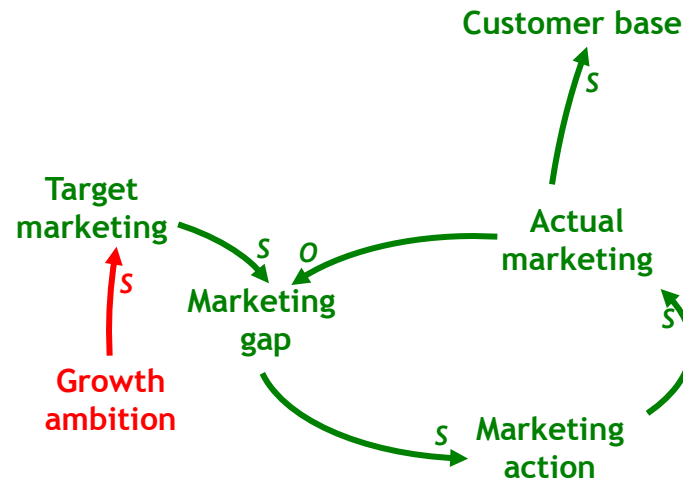 Customer base
S
Target
marketing
S
O
Actual
marketing
S
Marketing
gap
S
Growth
ambition
S
Marketing
action
S